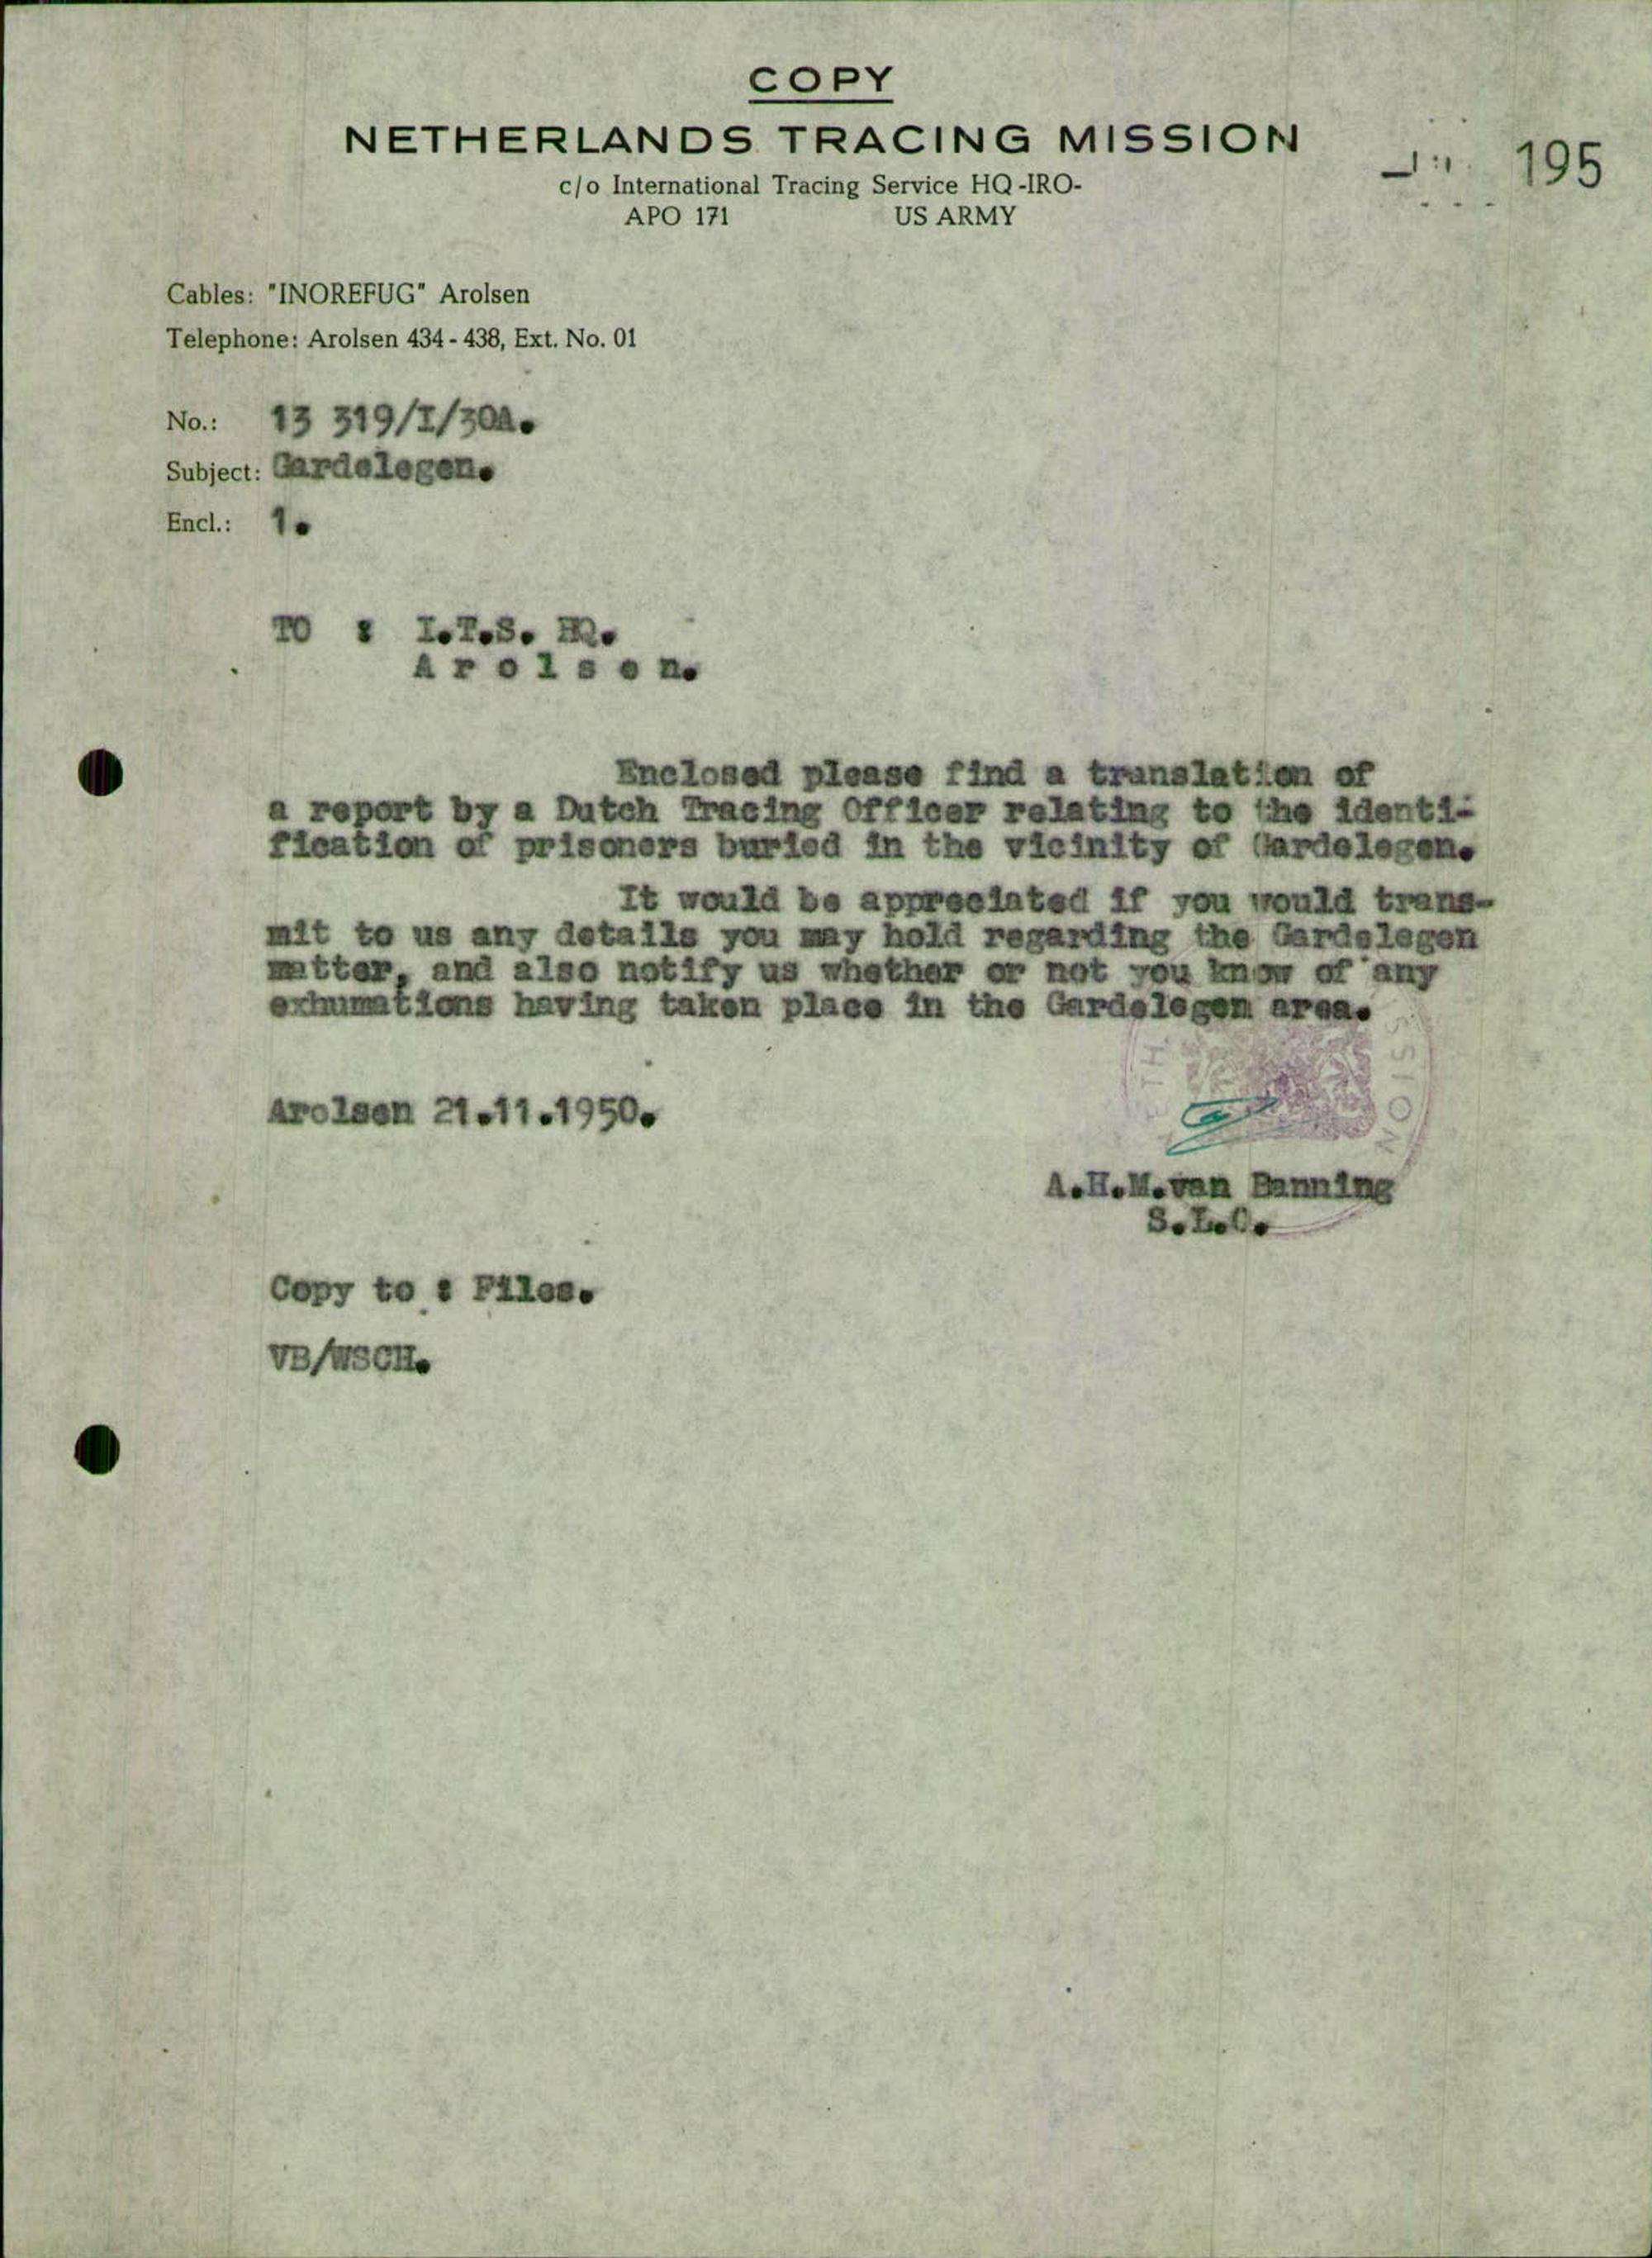 COPY
NETHERLANDS TRACING MISSION
195
c/o International Tracing Service HQ -IRO-
APO 171 US ARMY
Cables: "INOREFUG" Arolsen
Telephone: Arolsen 434 - 438, Ext. No. 01
No.: 13 319/I/30A.
Subject: Gardelegen.
Encl.: 1.
TO : I.T.S. HQ.
A r o l s e n.
Enclosed please find a translation of
a report by a Dutch Tracing Officer relating to the identi-
fication of prisoners buried in the vicinity of Gardelegen.
It would be appreciated if you would trans-
mit to us any details you may hold regarding the Gardelegen
matter, and also notify us whether or not you know of any
exhumations having taken place in the Gardelegen area.
Arolsen 21.11.1950.
A.H.M.van Banning
S.L.O.
Copy to : Files.
VB/WSCH.